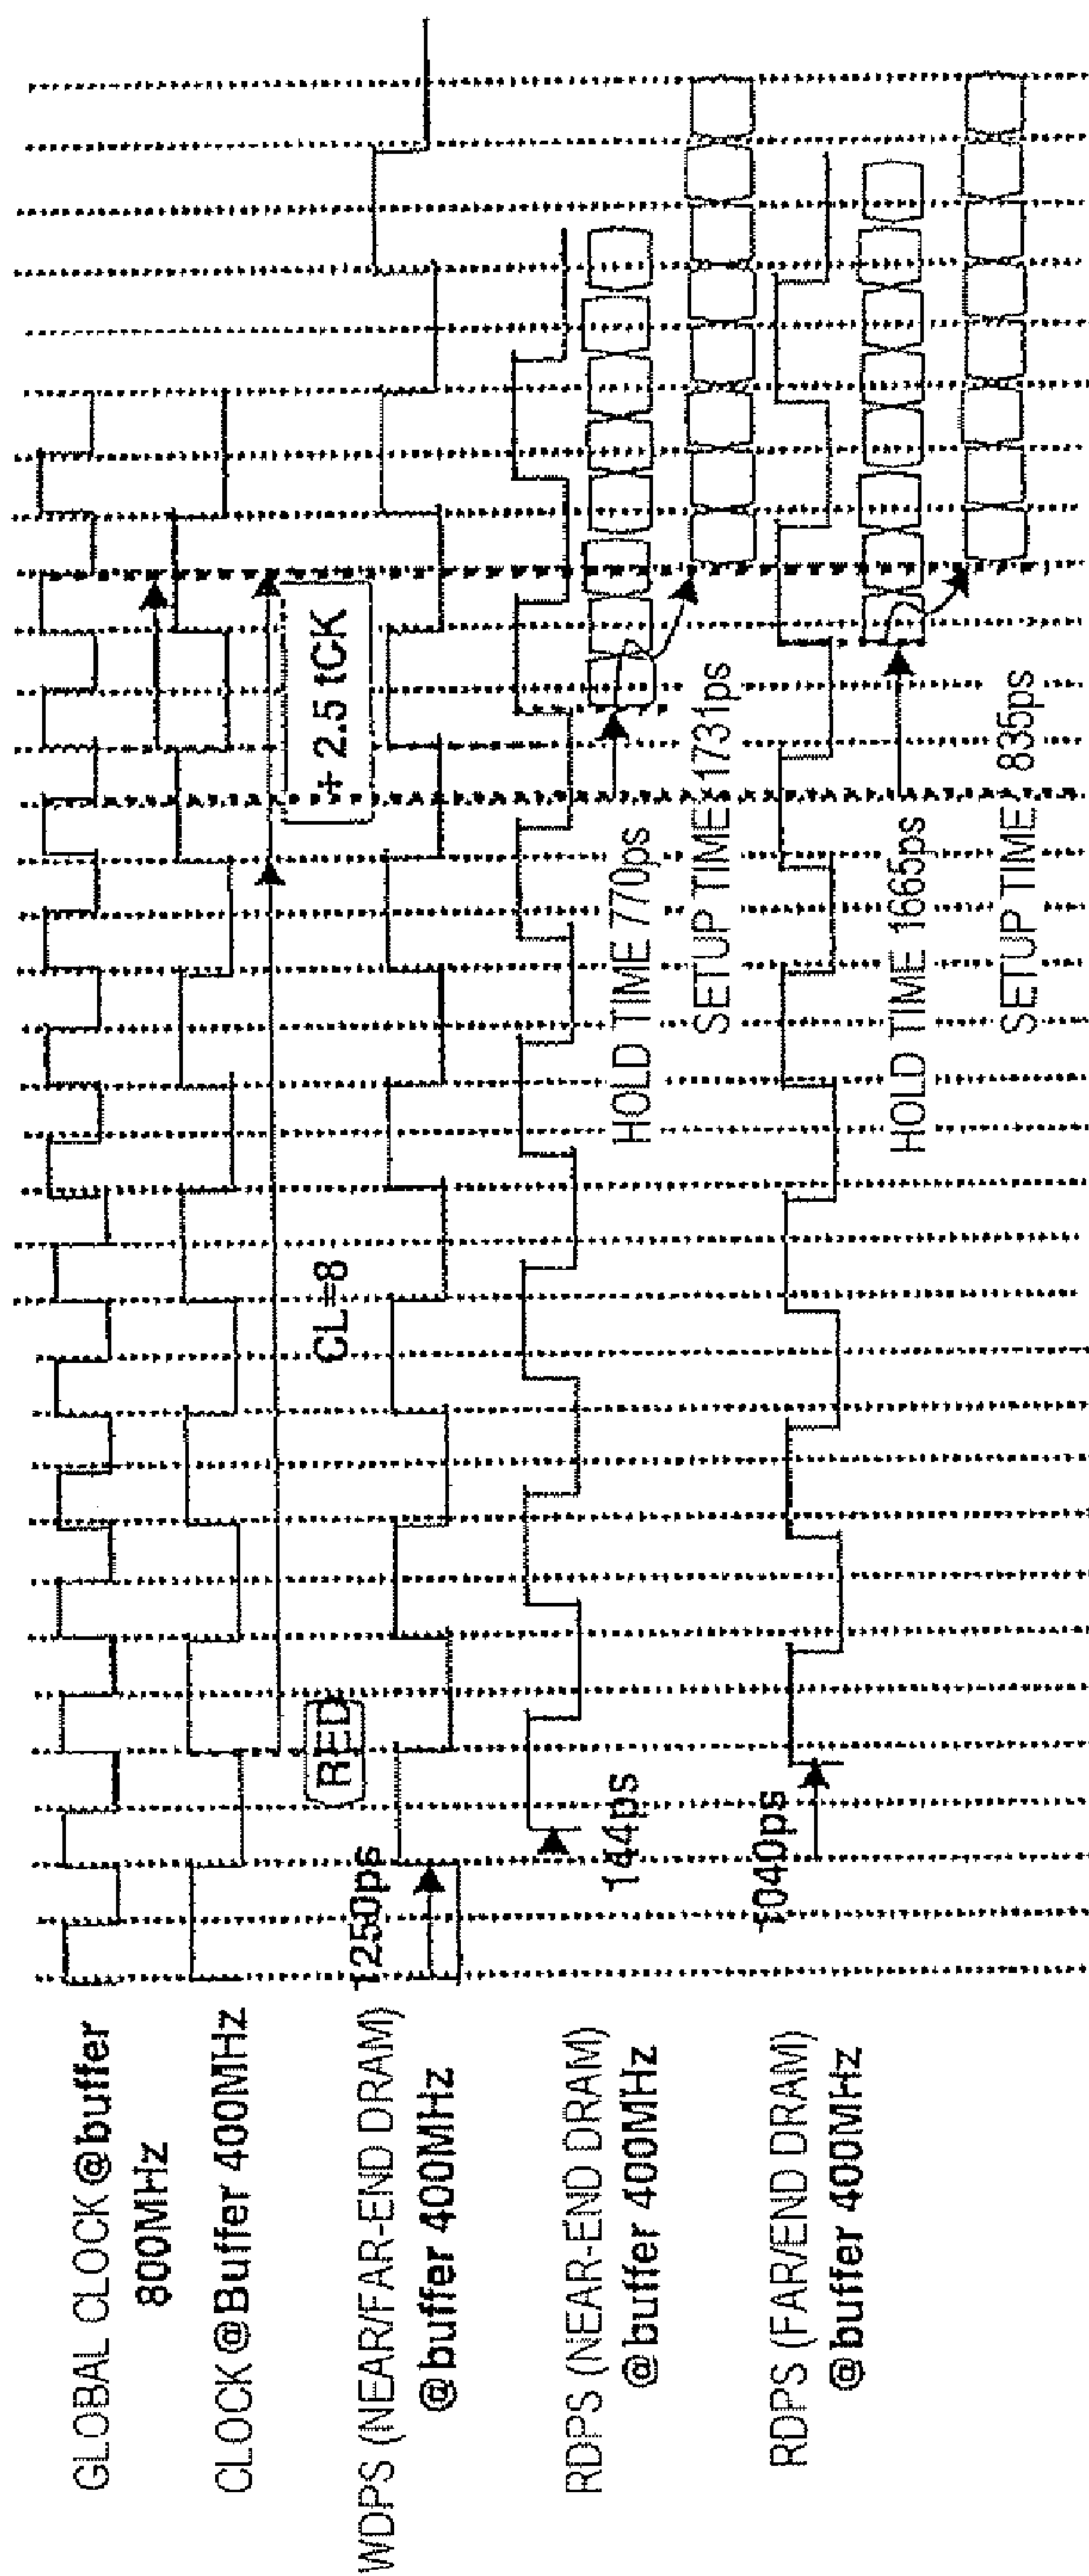 GLOBAL CLOCK @buffer
800MHz
CLOCK @Buffer 400MHz
WDPS (NEAR/FAR-END DRAM)
@buffer 400MHz
RDPS (NEAR-END DRAM)
@buffer 400MHz
RDPS (FAR/END DRAM)
@buffer 400MHz
1250ps
RED
CL=8
+ 2.5 tCK
144ps
HOLD TIME 770ps
SETUP TIME 1731ps
1040ps
HOLD TIME 1665ps
SETUP TIME 835ps